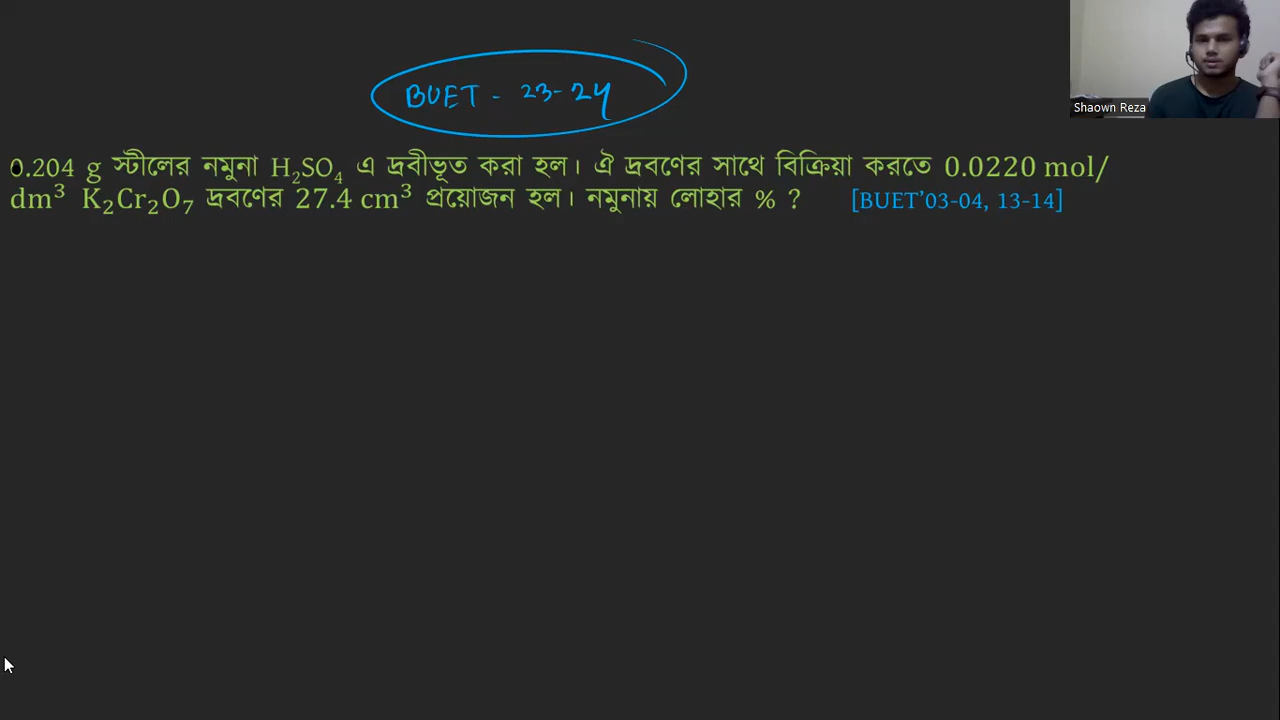 BUET - 23-24
Shaown Reza
0.204 g স্টীলের নমুনা H₂SO₄ এ দ্রবীভূত করা হল। ঐ দ্রবণের সাথে বিক্রিয়া করতে 0.0220 mol/
dm³ K₂Cr₂O₇ দ্রবণের 27.4 cm³ প্রয়োজন হল। নমুনায় লোহার % ? [BUET’03-04, 13-14]